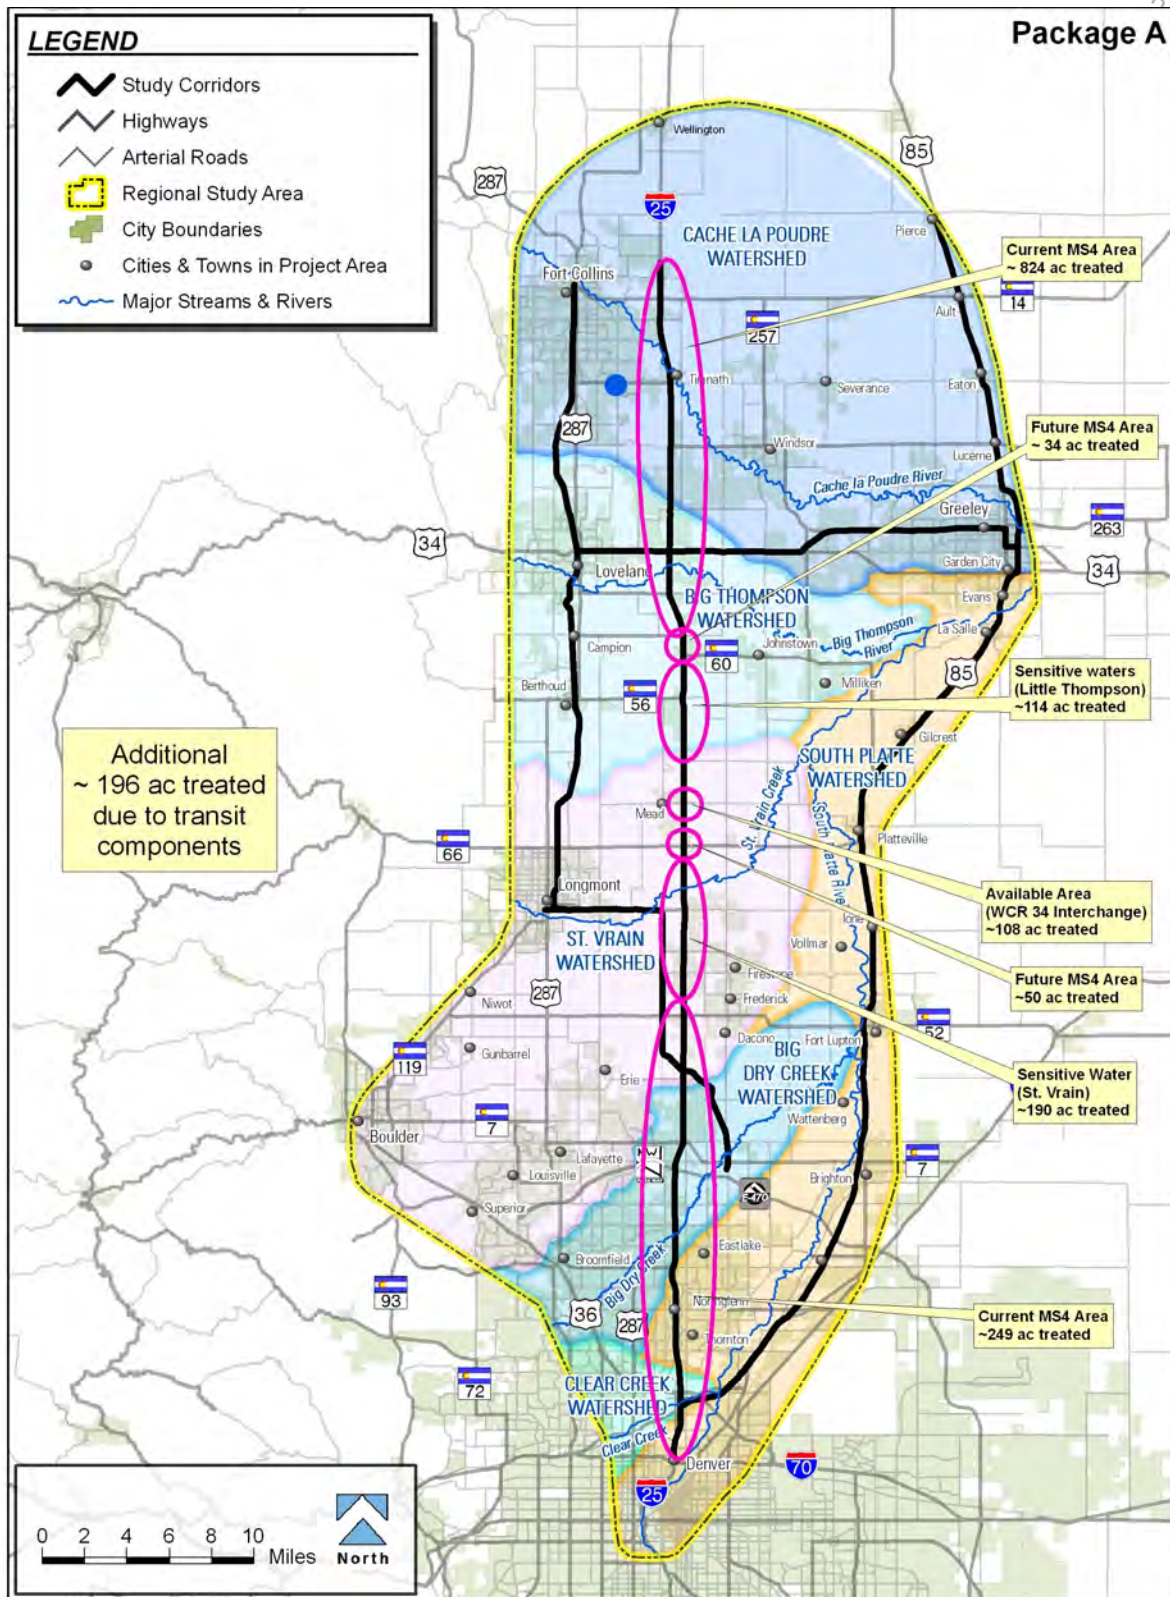 Package A
LEGEND
Study Corridors
Highways
Arterial Roads
Regional Study Area
City Boundaries
Cities & Towns in Project Area
Major Streams & Rivers
Wellington
85
287
25
Pierce
CACHE LA POUDRE
WATERSHED
Current MS4 Area
~ 824 ac treated
Fort Collins
14
Ault
257
Timnath
Severance
Eaton
287
Future MS4 Area
~ 34 ac treated
Windsor
Lucerne
Cache la Poudre River
Greeley
263
34
Loveland
Garden City
34
BIG THOMPSON
WATERSHED
Evans
La Salle
Big Thompson
River
Campion
60
Johnstown
85
Sensitive waters
(Little Thompson)
~114 ac treated
Berthoud
56
Milliken
Additional
~ 196 ac treated
due to transit
components
Gilcrest
SOUTH PLATTE
WATERSHED
St. Vrain Creek
Mead
South Platte River
Platteville
66
Longmont
Available Area
(WCR 34 Interchange)
~108 ac treated
Ione
ST. VRAIN
WATERSHED
Vollmar
Firestone
Future MS4 Area
~50 ac treated
Niwot
287
Frederick
52
Dacono
Fort Lupton
BIG
DRY CREEK
WATERSHED
Gunbarrel
119
Erie
Sensitive Water
(St. Vrain)
~190 ac treated
Wattenberg
Boulder
7
Lafayette
7
Louisville
E-470
Brighton
Superior
Eastlake
Broomfield
Big Dry Creek
93
36
287
Northglenn
Current MS4 Area
~249 ac treated
Thornton
72
CLEAR CREEK
WATERSHED
Clear Creek
Denver
70
25
0 2 4 6 8 10
Miles
North